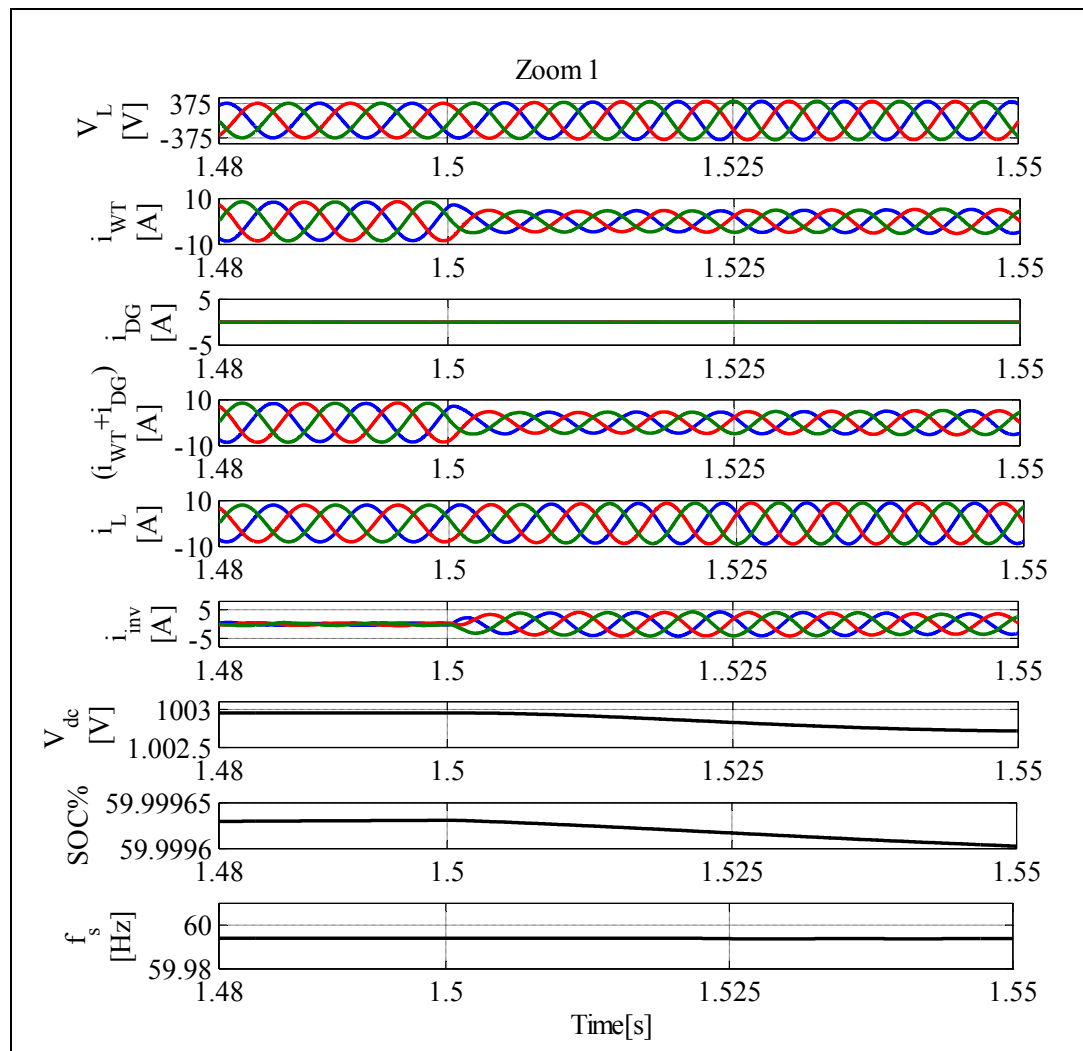 Zoom 1
V_L [V]
375
-375
1.48 1.5 1.525 1.55
i_WT [A]
10
-10
1.48 1.5 1.525 1.55
i_DG [A]
5
-5
1.48 1.5 1.525 1.55
(i_WT+i_DG) [A]
10
-10
1.48 1.5 1.525 1.55
i_L [A]
10
-10
1.48 1.5 1.525 1.55
i_inv [A]
5
-5
1.48 1.5 1..525 1.55
V_dc [V]
1003
1.002.5
1.48 1.5 1.525 1.55
SOC%
59.99965
59.9996
1.48 1.5 1.525 1.55
f_s [Hz]
60
59.98
1.48 1.5 1.525 1.55
Time[s]